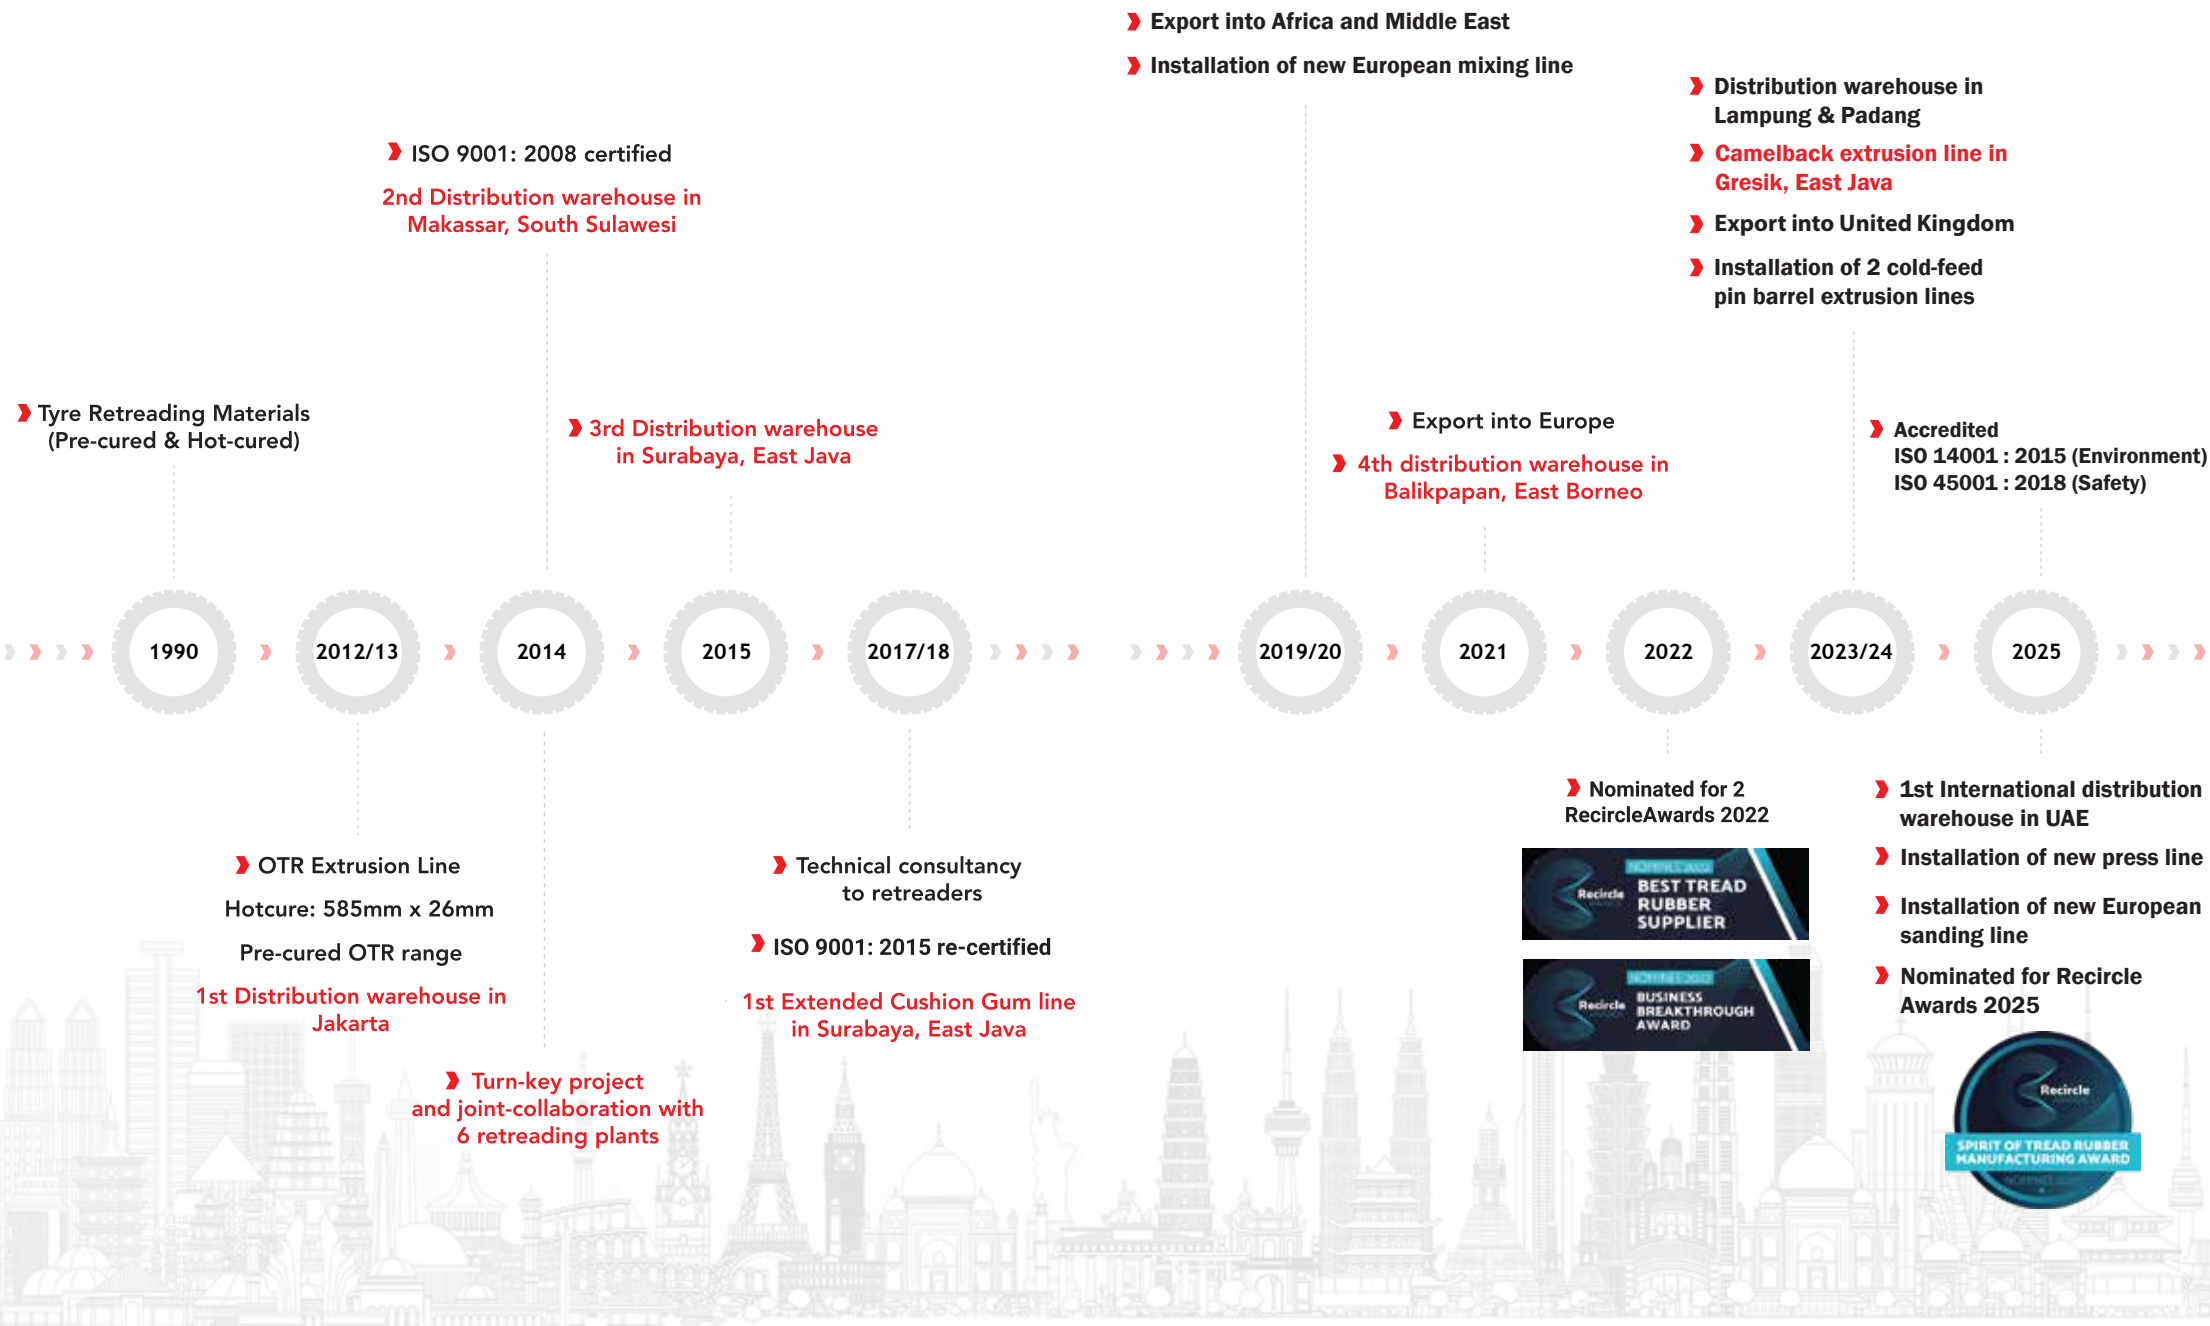 Export into Africa and Middle East
Installation of new European mixing line
Distribution warehouse in
Lampung & Padang
Camelback extrusion line in
Gresik, East Java
Export into United Kingdom
Installation of 2 cold-feed
pin barrel extrusion lines
ISO 9001: 2008 certified
2nd Distribution warehouse in
Makassar, South Sulawesi
Tyre Retreading Materials
(Pre-cured & Hot-cured)
3rd Distribution warehouse
in Surabaya, East Java
Export into Europe
4th distribution warehouse in
Balikpapan, East Borneo
Accredited
ISO 14001 : 2015 (Environment)
ISO 45001 : 2018 (Safety)
1990
2012/13
2014
2015
2017/18
2019/20
2021
2022
2023/24
2025
OTR Extrusion Line
Hotcure: 585mm x 26mm
Pre-cured OTR range
1st Distribution warehouse in
Jakarta
Turn-key project
and joint-collaboration with
6 retreading plants
Technical consultancy
to retreaders
ISO 9001: 2015 re-certified
1st Extended Cushion Gum line
in Surabaya, East Java
Nominated for 2
RecircleAwards 2022
NOMINEE 2022
Recircle
BEST TREAD
RUBBER
SUPPLIER
NOMINEE 2022
Recircle
BUSINESS
BREAKTHROUGH
AWARD
1st International distribution
warehouse in UAE
Installation of new press line
Installation of new European
sanding line
Nominated for Recircle
Awards 2025
Recircle
SPIRIT OF TREAD RUBBER
MANUFACTURING AWARD
NOMINEE